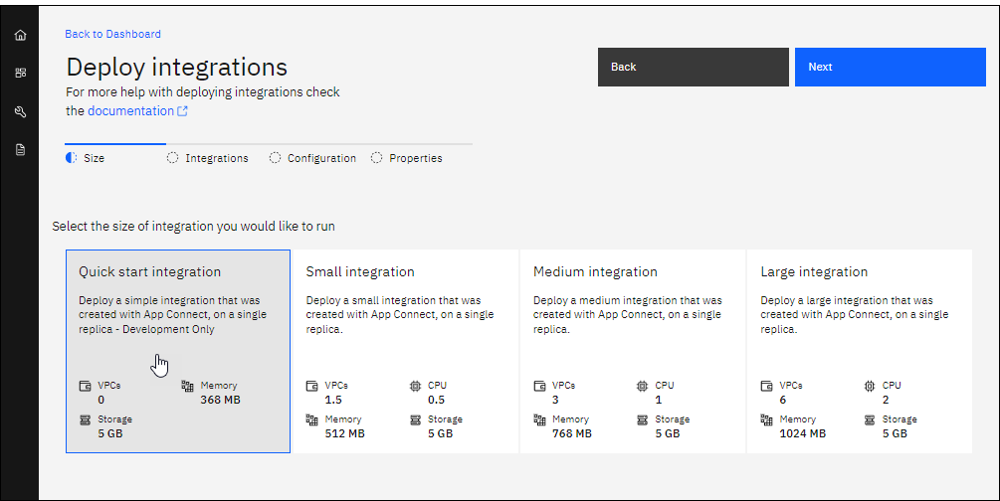 Back to Dashboard
Deploy integrations
For more help with deploying integrations check
the documentation
Back
Next
Size
Integrations
Configuration
Properties
Select the size of integration you would like to run
Quick start integration
Deploy a simple integration that was
created with App Connect, on a single
replica - Development Only
VPCs
0
Memory
368 MB
Storage
5 GB
Small integration
Deploy a small integration that was
created with App Connect, on a single
replica.
VPCs
1.5
CPU
0.5
Memory
512 MB
Storage
5 GB
Medium integration
Deploy a medium integration that was
created with App Connect, on a single
replica.
VPCs
3
CPU
1
Memory
768 MB
Storage
5 GB
Large integration
Deploy a large integration that was
created with App Connect, on a single
replica.
VPCs
6
CPU
2
Memory
1024 MB
Storage
5 GB